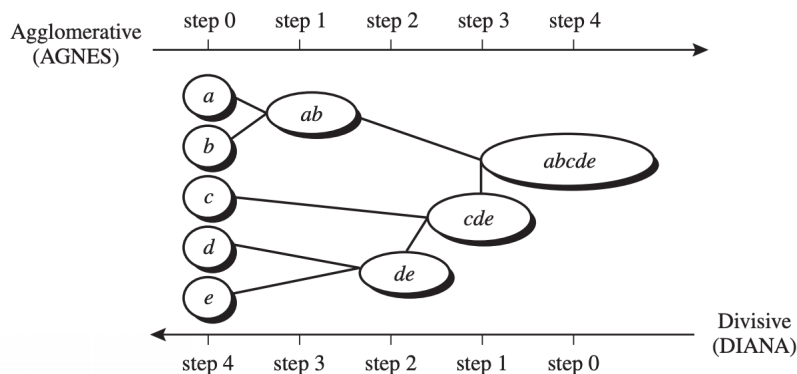 Agglomerative
(AGNES)
step 0 step 1 step 2 step 3 step 4
a
ab
b
abcde
c
cde
d
de
e
Divisive
(DIANA)
step 4 step 3 step 2 step 1 step 0